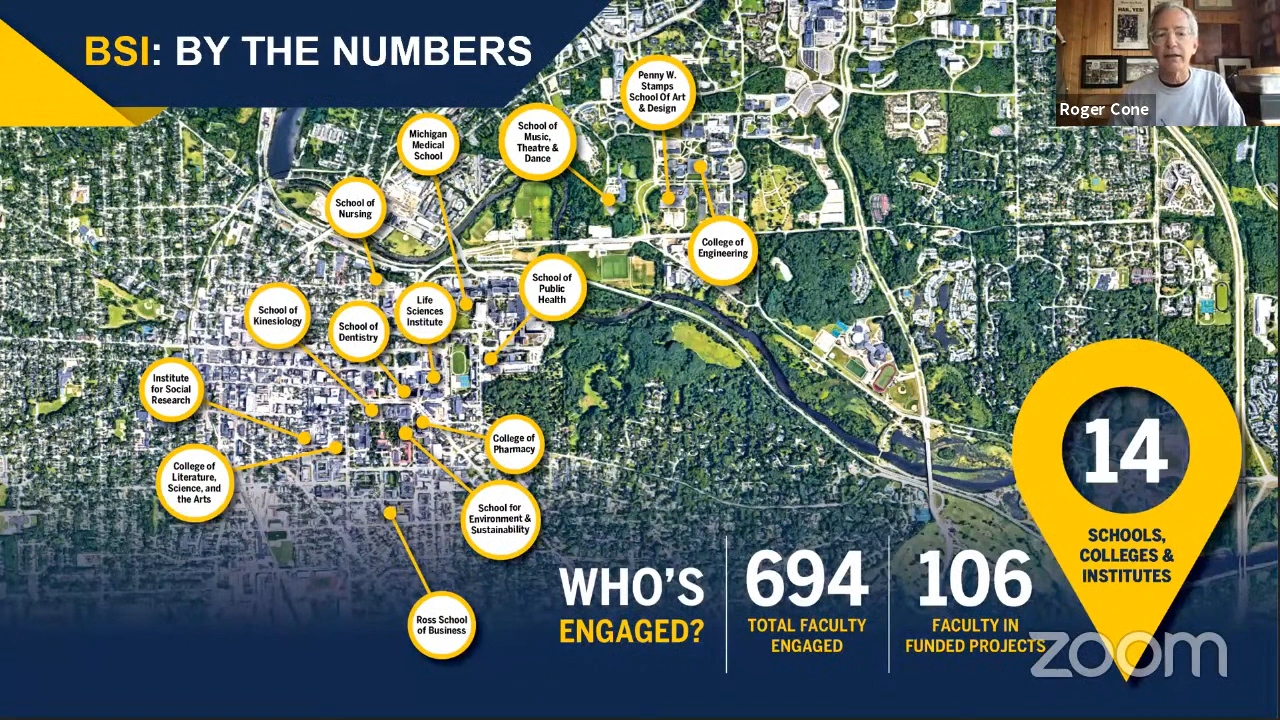 BSI: BY THE NUMBERS
HAIL, YES!
Roger Cone
Penny W.
Stamps
School Of Art
& Design
School of
Music,
Theatre &
Dance
Michigan
Medical
School
School of
Nursing
College of
Engineering
School of
Public
Health
Life
Sciences
Institute
School of
Kinesiology
School of
Dentistry
Institute
for Social
Research
College of
Literature,
Science, and
the Arts
College of
Pharmacy
School for
Environment &
Sustainability
Ross School
of Business
WHO'S
ENGAGED?
694
TOTAL FACULTY
ENGAGED
106
FACULTY IN
FUNDED PROJECTS
14
SCHOOLS,
COLLEGES &
INSTITUTES
zoom